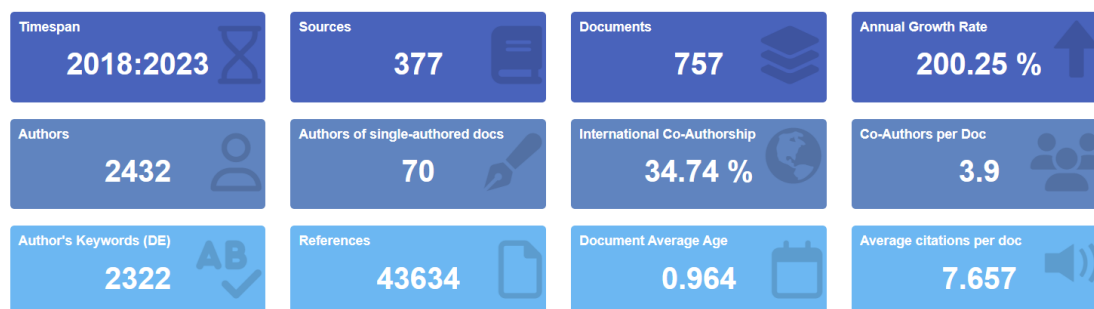 Timespan
2018:2023
Sources
377
Documents
757
Annual Growth Rate
200.25 %
Authors
2432
Authors of single-authored docs
70
International Co-Authorship
34.74 %
Co-Authors per Doc
3.9
Author's Keywords (DE)
2322
AB
References
43634
Document Average Age
0.964
Average citations per doc
7.657